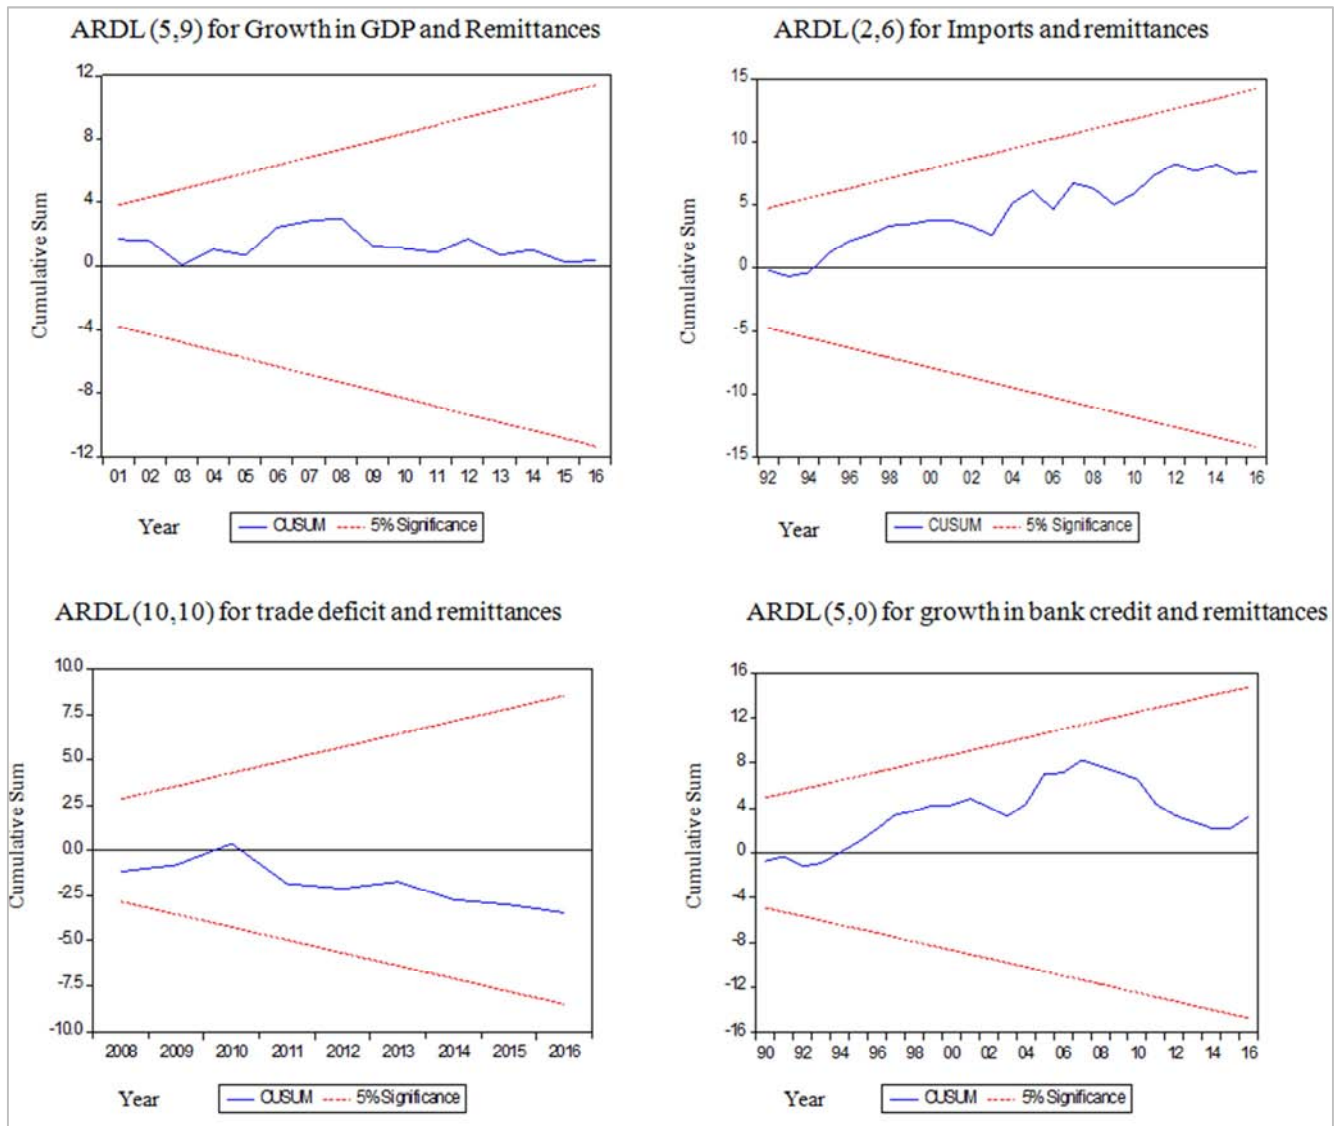 ARDL (5,9) for Growth in GDP and Remittances
12
8
4
0
-4
-8
-12
Cumulative Sum
01 02 03 04 05 06 07 08 09 10 11 12 13 14 15 16
Year
CUSUM 5% Significance
ARDL (2,6) for Imports and remittances
15
10
5
0
-5
-10
-15
Cumulative Sum
92 94 96 98 00 02 04 06 08 10 12 14 16
Year
CUSUM 5% Significance
ARDL (10,10) for trade deficit and remittances
10.0
7.5
5.0
2.5
0.0
-2.5
-5.0
-7.5
-10.0
Cumulative Sum
2008 2009 2010 2011 2012 2013 2014 2015 2016
Year
CUSUM 5% Significance
ARDL (5,0) for growth in bank credit and remittances
16
12
8
4
0
-4
-8
-12
-16
Cumulative Sum
90 92 94 96 98 00 02 04 06 08 10 12 14 16
Year
CUSUM 5% Significance